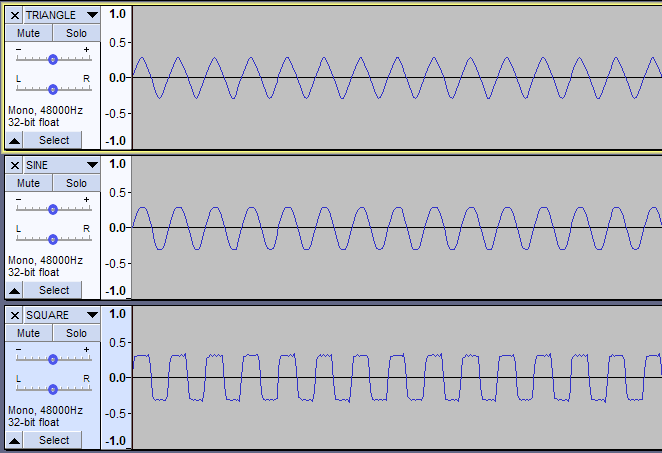 TRIANGLE
Mute Solo
- +
L R
Mono, 48000Hz
32-bit float
Select
1.0
0.5
0.0
-0.5
-1.0
SINE
Mute Solo
- +
L R
Mono, 48000Hz
32-bit float
Select
1.0
0.5
0.0
-0.5
-1.0
SQUARE
Mute Solo
- +
L R
Mono, 48000Hz
32-bit float
Select
1.0
0.5
0.0
-0.5
-1.0